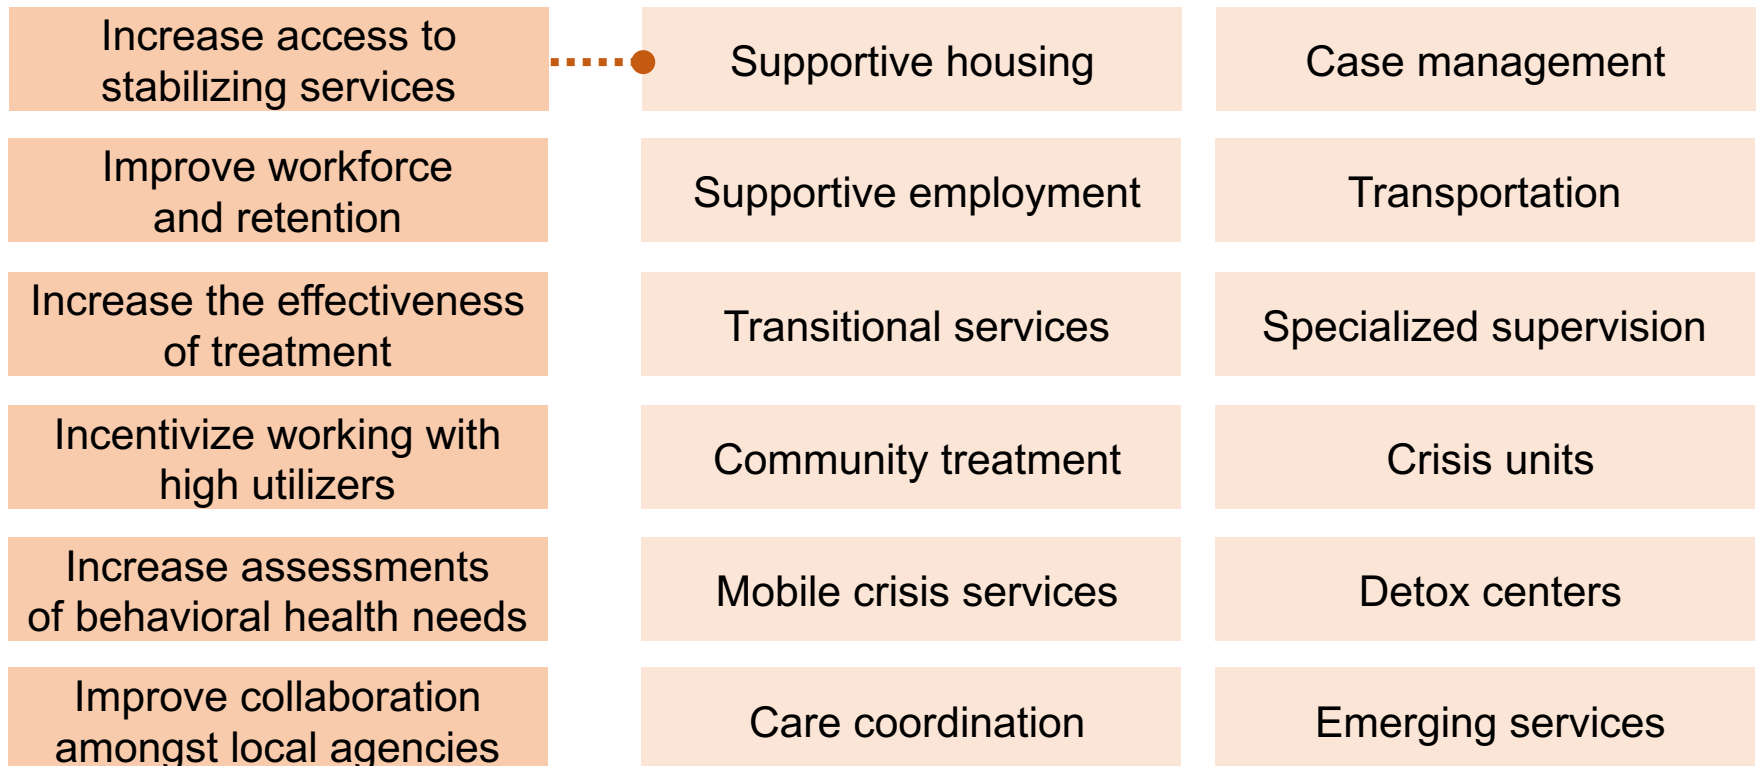 Increase access to
stabilizing services
Supportive housing
Case management
Improve workforce
and retention
Supportive employment
Transportation
Increase the effectiveness
of treatment
Transitional services
Specialized supervision
Incentivize working with
high utilizers
Community treatment
Crisis units
Increase assessments
of behavioral health needs
Mobile crisis services
Detox centers
Improve collaboration
amongst local agencies
Care coordination
Emerging services